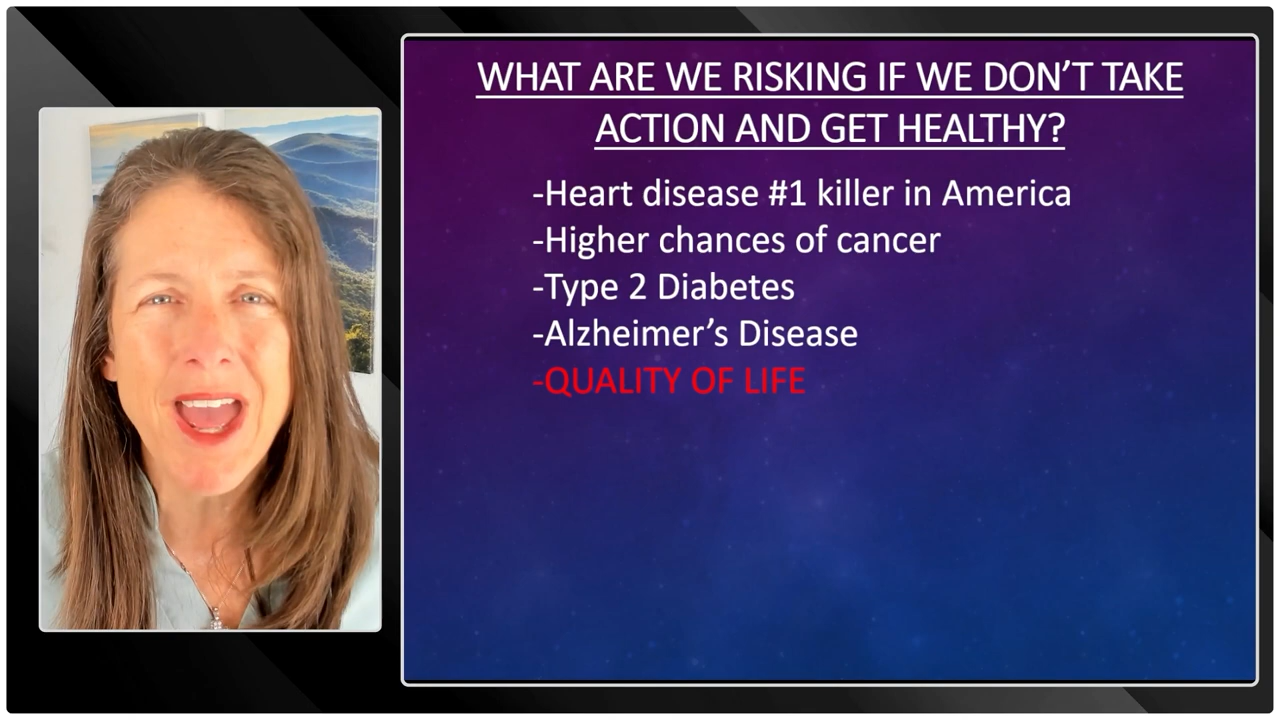 WHAT ARE WE RISKING IF WE DON’T TAKE
ACTION AND GET HEALTHY?
-Heart disease #1 killer in America
-Higher chances of cancer
-Type 2 Diabetes
-Alzheimer’s Disease
-QUALITY OF LIFE